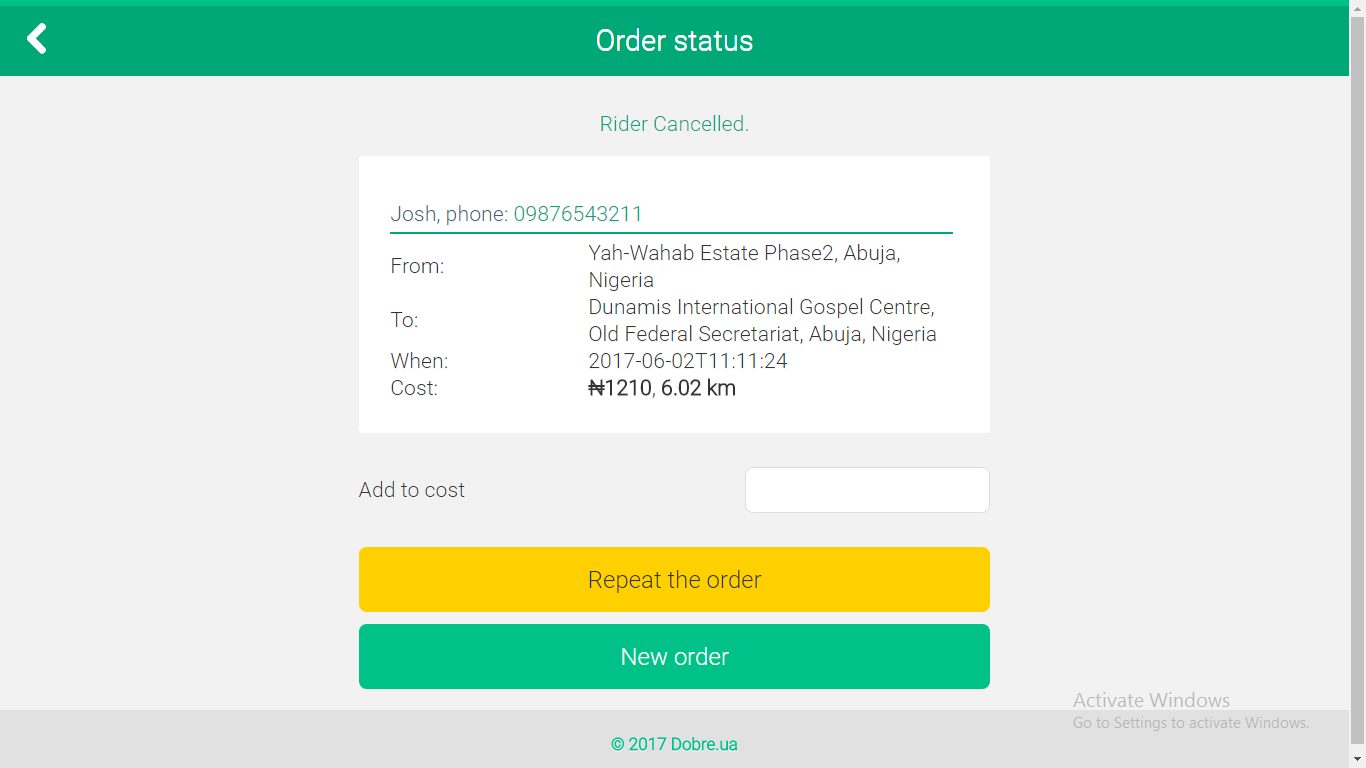 Order status
Rider Cancelled.
Josh, phone: 09876543211
From:
Yah-Wahab Estate Phase2, Abuja,
Nigeria
To:
Dunamis International Gospel Centre,
Old Federal Secretariat, Abuja, Nigeria
When:
2017-06-02T11:11:24
Cost:
₦1210, 6.02 km
Add to cost
Repeat the order
New order
Activate Windows
Go to Settings to activate Windows.
© 2017 Dobre.ua